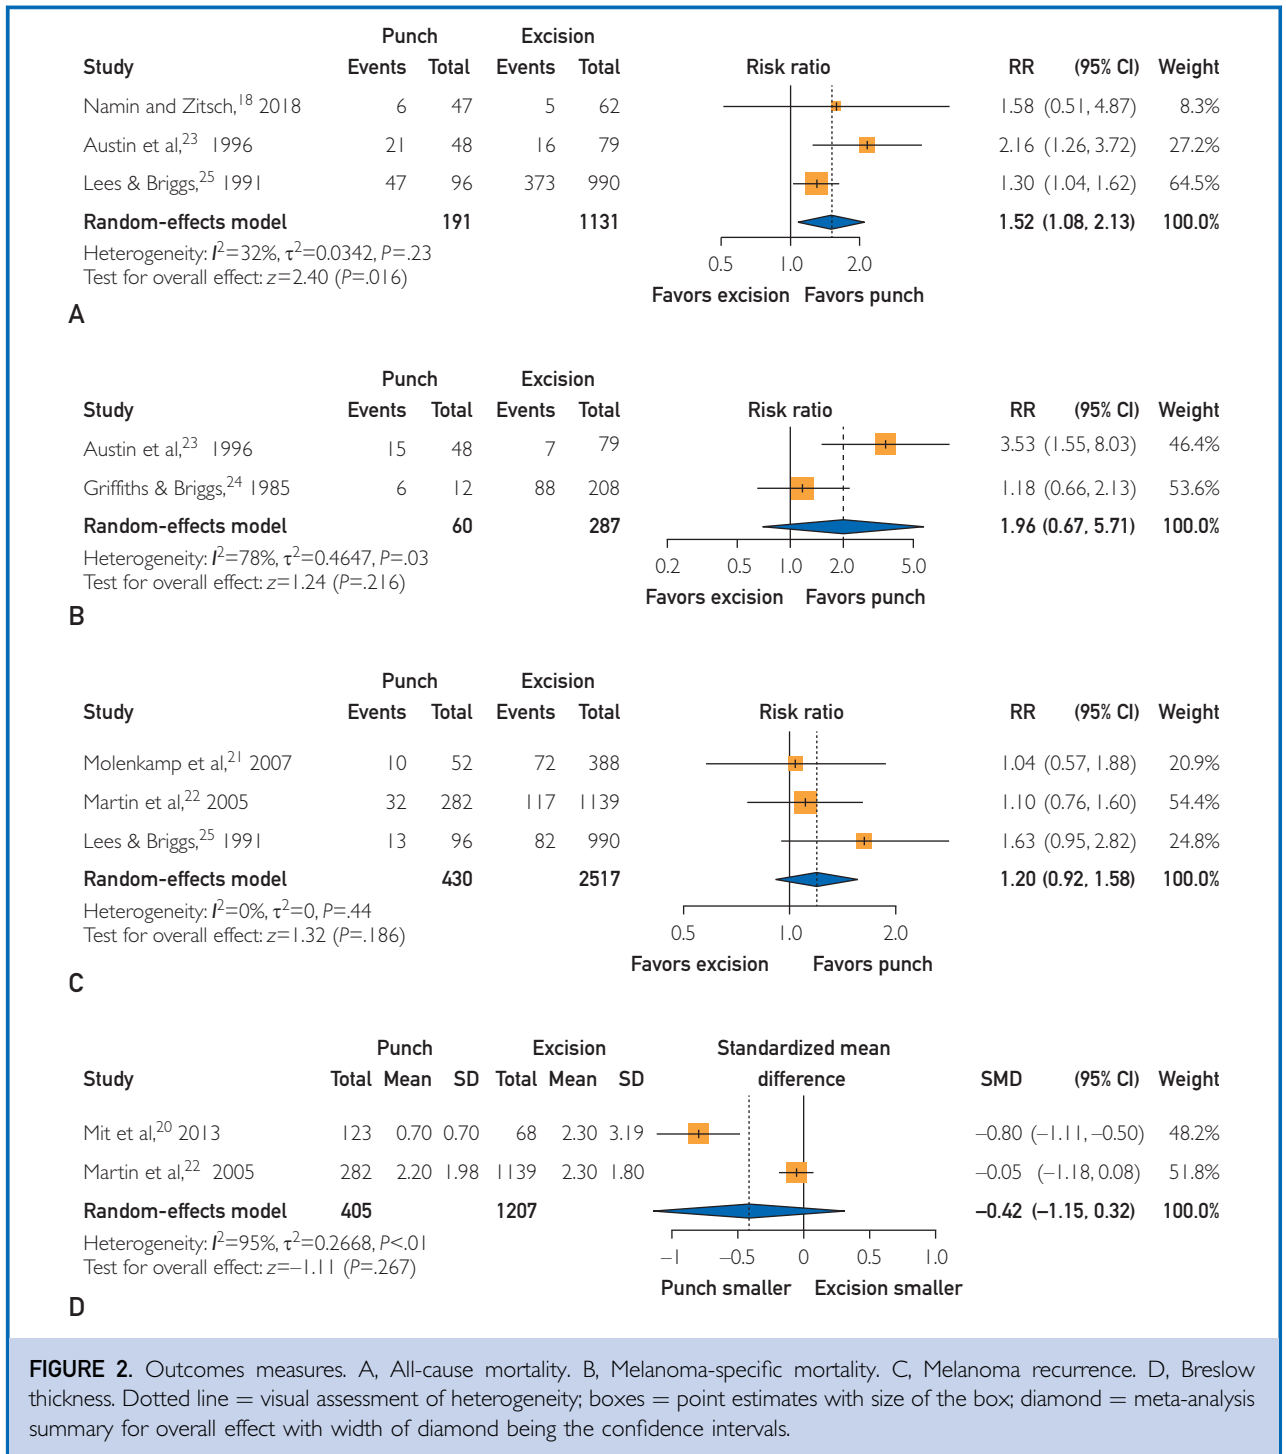 Punch Excision
Study Events Total Events Total Risk ratio RR (95% CI) Weight
Namin and Zitsch,18 2018 6 47 5 62 1.58 (0.51, 4.87) 8.3%
Austin et al,23 1996 21 48 16 79 2.16 (1.26, 3.72) 27.2%
Lees & Briggs,25 1991 47 96 373 990 1.30 (1.04, 1.62) 64.5%
Random-effects model 191 1131 1.52 (1.08, 2.13) 100.0%
Heterogeneity: I²=32%, τ²=0.0342, P=.23
Test for overall effect: z=2.40 (P=.016)
0.5 1.0 2.0
Favors excision Favors punch
A
Punch Excision
Study Events Total Events Total Risk ratio RR (95% CI) Weight
Austin et al,23 1996 15 48 7 79 3.53 (1.55, 8.03) 46.4%
Griffiths & Briggs,24 1985 6 12 88 208 1.18 (0.66, 2.13) 53.6%
Random-effects model 60 287 1.96 (0.67, 5.71) 100.0%
Heterogeneity: I²=78%, τ²=0.4647, P=.03
Test for overall effect: z=1.24 (P=.216)
0.2 0.5 1.0 2.0 5.0
Favors excision Favors punch
B
Punch Excision
Study Events Total Events Total Risk ratio RR (95% CI) Weight
Molenkamp et al,21 2007 10 52 72 388 1.04 (0.57, 1.88) 20.9%
Martin et al,22 2005 32 282 117 1139 1.10 (0.76, 1.60) 54.4%
Lees & Briggs,25 1991 13 96 82 990 1.63 (0.95, 2.82) 24.8%
Random-effects model 430 2517 1.20 (0.92, 1.58) 100.0%
Heterogeneity: I²=0%, τ²=0, P=.44
Test for overall effect: z=1.32 (P=.186)
0.5 1.0 2.0
Favors excision Favors punch
C
Punch Excision Standardized mean
Study Total Mean SD Total Mean SD difference SMD (95% CI) Weight
Mit et al,20 2013 123 0.70 0.70 68 2.30 3.19 –0.80 (–1.11, –0.50) 48.2%
Martin et al,22 2005 282 2.20 1.98 1139 2.30 1.80 –0.05 (–1.18, 0.08) 51.8%
Random-effects model 405 1207 –0.42 (–1.15, 0.32) 100.0%
Heterogeneity: I²=95%, τ²=0.2668, P<.01
Test for overall effect: z=–1.11 (P=.267)
–1 –0.5 0 0.5 1.0
Punch smaller Excision smaller
D
FIGURE 2. Outcomes measures. A, All-cause mortality. B, Melanoma-specific mortality. C, Melanoma recurrence. D, Breslow
thickness. Dotted line = visual assessment of heterogeneity; boxes = point estimates with size of the box; diamond = meta-analysis
summary for overall effect with width of diamond being the confidence intervals.